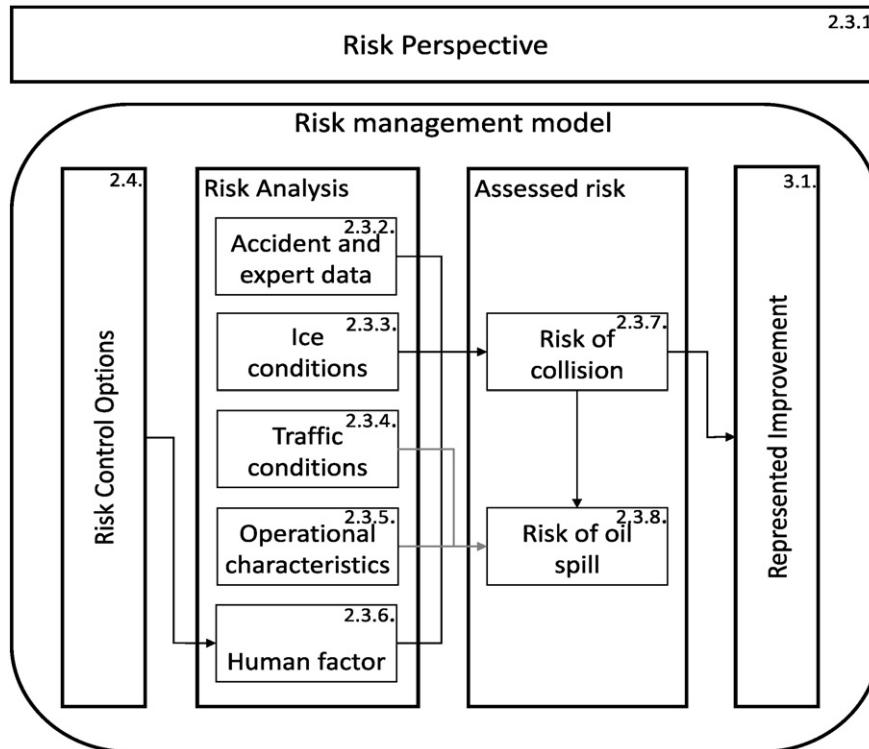 2.3.1
Risk Perspective
Risk management model
2.4.
Risk Control Options
Risk Analysis
2.3.2.
Accident and
expert data
2.3.3.
Ice
conditions
2.3.4.
Traffic
conditions
2.3.5.
Operational
characteristics
2.3.6.
Human factor
Assessed risk
2.3.7.
Risk of
collision
2.3.8.
Risk of oil
spill
3.1.
Represented Improvement